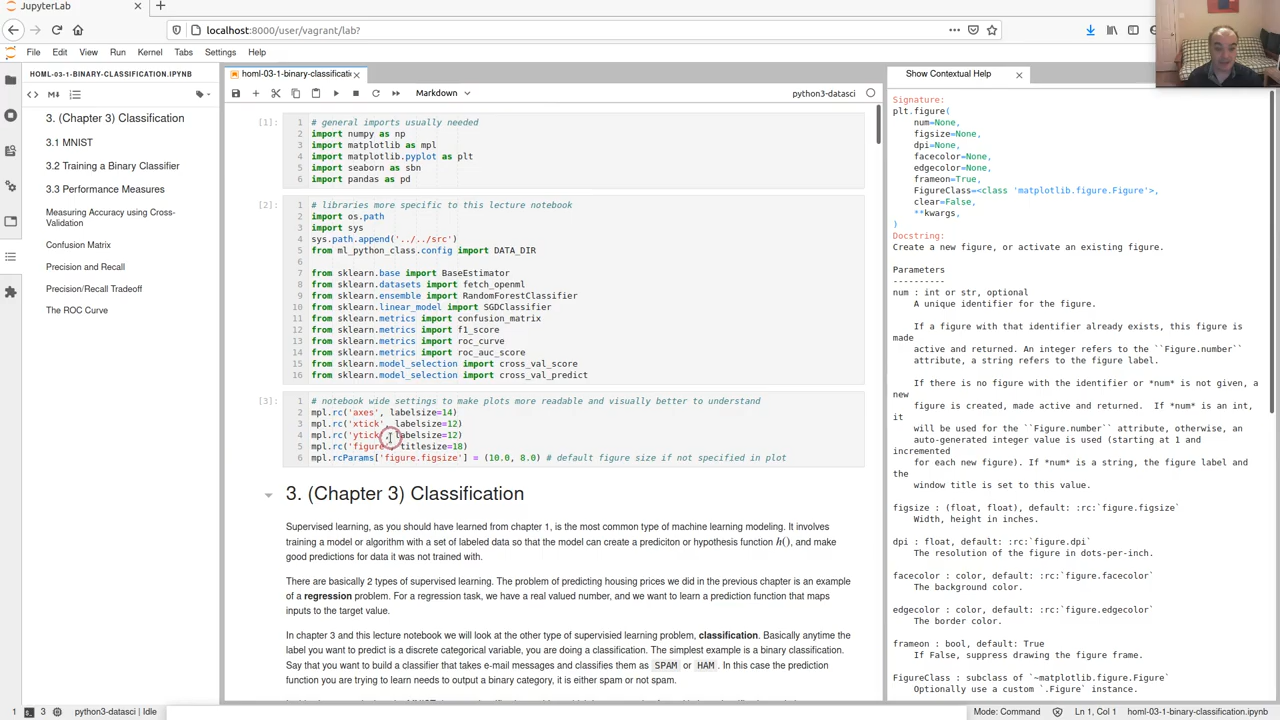 JupyterLab
localhost:8000/user/vagrant/lab?
File Edit View Run Kernel Tabs Settings Help
HOML-03-1-BINARY-CLASSIFICATION.IPYNB
3. (Chapter 3) Classification
3.1 MNIST
3.2 Training a Binary Classifier
3.3 Performance Measures
Measuring Accuracy using Cross-
Validation
Confusion Matrix
Precision and Recall
Precision/Recall Tradeoff
The ROC Curve
homl-03-1-binary-classificati
Markdown
python3-datasci
[1]:
1 # general imports usually needed
2 import numpy as np
3 import matplotlib as mpl
4 import matplotlib.pyplot as plt
5 import seaborn as sbn
6 import pandas as pd
[2]:
1 # libraries more specific to this lecture notebook
2 import os.path
3 import sys
4 sys.path.append('../../src')
5 from ml_python_class.config import DATA_DIR
6
7 from sklearn.base import BaseEstimator
8 from sklearn.datasets import fetch_openml
9 from sklearn.ensemble import RandomForestClassifier
10 from sklearn.linear_model import SGDClassifier
11 from sklearn.metrics import confusion_matrix
12 from sklearn.metrics import f1_score
13 from sklearn.metrics import roc_curve
14 from sklearn.metrics import roc_auc_score
15 from sklearn.model_selection import cross_val_score
16 from sklearn.model_selection import cross_val_predict
[3]:
1 # notebook wide settings to make plots more readable and visually better to understand
2 mpl.rc('axes', labelsize=14)
3 mpl.rc('xtick', labelsize=12)
4 mpl.rc('ytick', labelsize=12)
5 mpl.rc('figure', titlesize=18)
6 mpl.rcParams['figure.figsize'] = (10.0, 8.0) # default figure size if not specified in plot
3. (Chapter 3) Classification
Supervised learning, as you should have learned from chapter 1, is the most common type of machine learning modeling. It involves
training a model or algorithm with a set of labeled data so that the model can create a prediciton or hypothesis function h(), and make
good predictions for data it was not trained with.
There are basically 2 types of supervised learning. The problem of predicting housing prices we did in the previous chapter is an example
of a regression problem. For a regression task, we have a real valued number, and we want to learn a prediction function that maps
inputs to the target value.
In chapter 3 and this lecture notebook we will look at the other type of supervisied learning problem, classification. Basically anytime the
label you want to predict is a discrete categorical variable, you are doing a classification. The simplest example is a binary classification.
Say that you want to build a classifier that takes e-mail messages and classifies them as SPAM or HAM. In this case the prediction
function you are trying to learn needs to output a binary category, it is either spam or not spam.
Show Contextual Help
Signature:
plt.figure(
num=None,
figsize=None,
dpi=None,
facecolor=None,
edgecolor=None,
frameon=True,
FigureClass=<class 'matplotlib.figure.Figure'>,
clear=False,
**kwargs,
)
Docstring:
Create a new figure, or activate an existing figure.
Parameters
----------
num : int or str, optional
A unique identifier for the figure.
If a figure with that identifier already exists, this figure is
made
active and returned. An integer refers to the ``Figure.number``
attribute, a string refers to the figure label.
If there is no figure with the identifier or *num* is not given, a
new
figure is created, made active and returned. If *num* is an int,
it
will be used for the ``Figure.number`` attribute, otherwise, an
auto-generated integer value is used (starting at 1 and
incremented
for each new figure). If *num* is a string, the figure label and
the
window title is set to this value.
figsize : (float, float), default: :rc:`figure.figsize`
Width, height in inches.
dpi : float, default: :rc:`figure.dpi`
The resolution of the figure in dots-per-inch.
facecolor : color, default: :rc:`figure.facecolor`
The background color.
edgecolor : color, default: :rc:`figure.edgecolor`
The border color.
frameon : bool, default: True
If False, suppress drawing the figure frame.
FigureClass : subclass of `~matplotlib.figure.Figure`
Optionally use a custom `.Figure` instance.
1 python3-datasci | Idle
Mode: Command Ln 1, Col 1 homl-03-1-binary-classification.ipynb